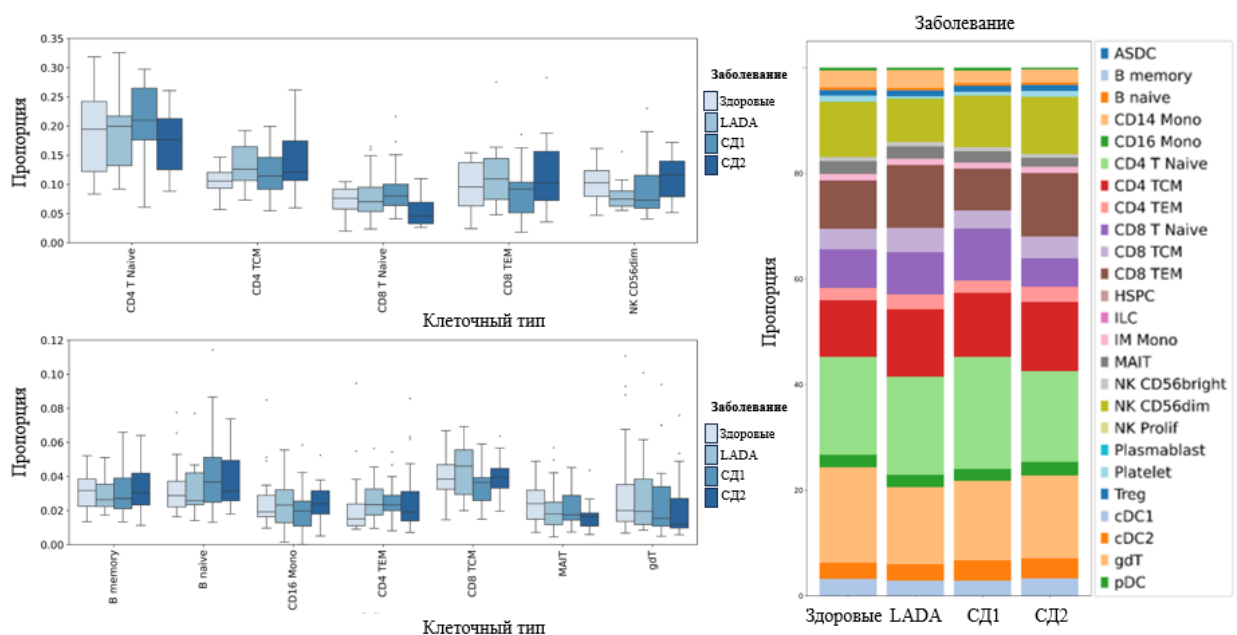 Пропорция
0.35
0.30
0.25
0.20
0.15
0.10
0.05
0.00
CD4 T Naive
CD4 TCM
CD8 T Naive
CD8 TEM
NK CD56dim
Клеточный тип
Заболевание
Здоровые
LADA
СД1
СД2
Пропорция
0.12
0.10
0.08
0.06
0.04
0.02
0.00
B memory
B naive
CD16 Mono
CD4 TEM
CD8 TCM
MAIT
gdT
Клеточный тип
Заболевание
Здоровые
LADA
СД1
СД2
Заболевание
Пропорция
80
60
40
20
0
Здоровые
LADA
СД1
СД2
ASDC
B memory
B naive
CD14 Mono
CD16 Mono
CD4 T Naive
CD4 TCM
CD4 TEM
CD8 T Naive
CD8 TCM
CD8 TEM
HSPC
ILC
IM Mono
MAIT
NK CD56bright
NK CD56dim
NK Prolif
Plasmablast
Platelet
Treg
cDC1
cDC2
gdT
pDC